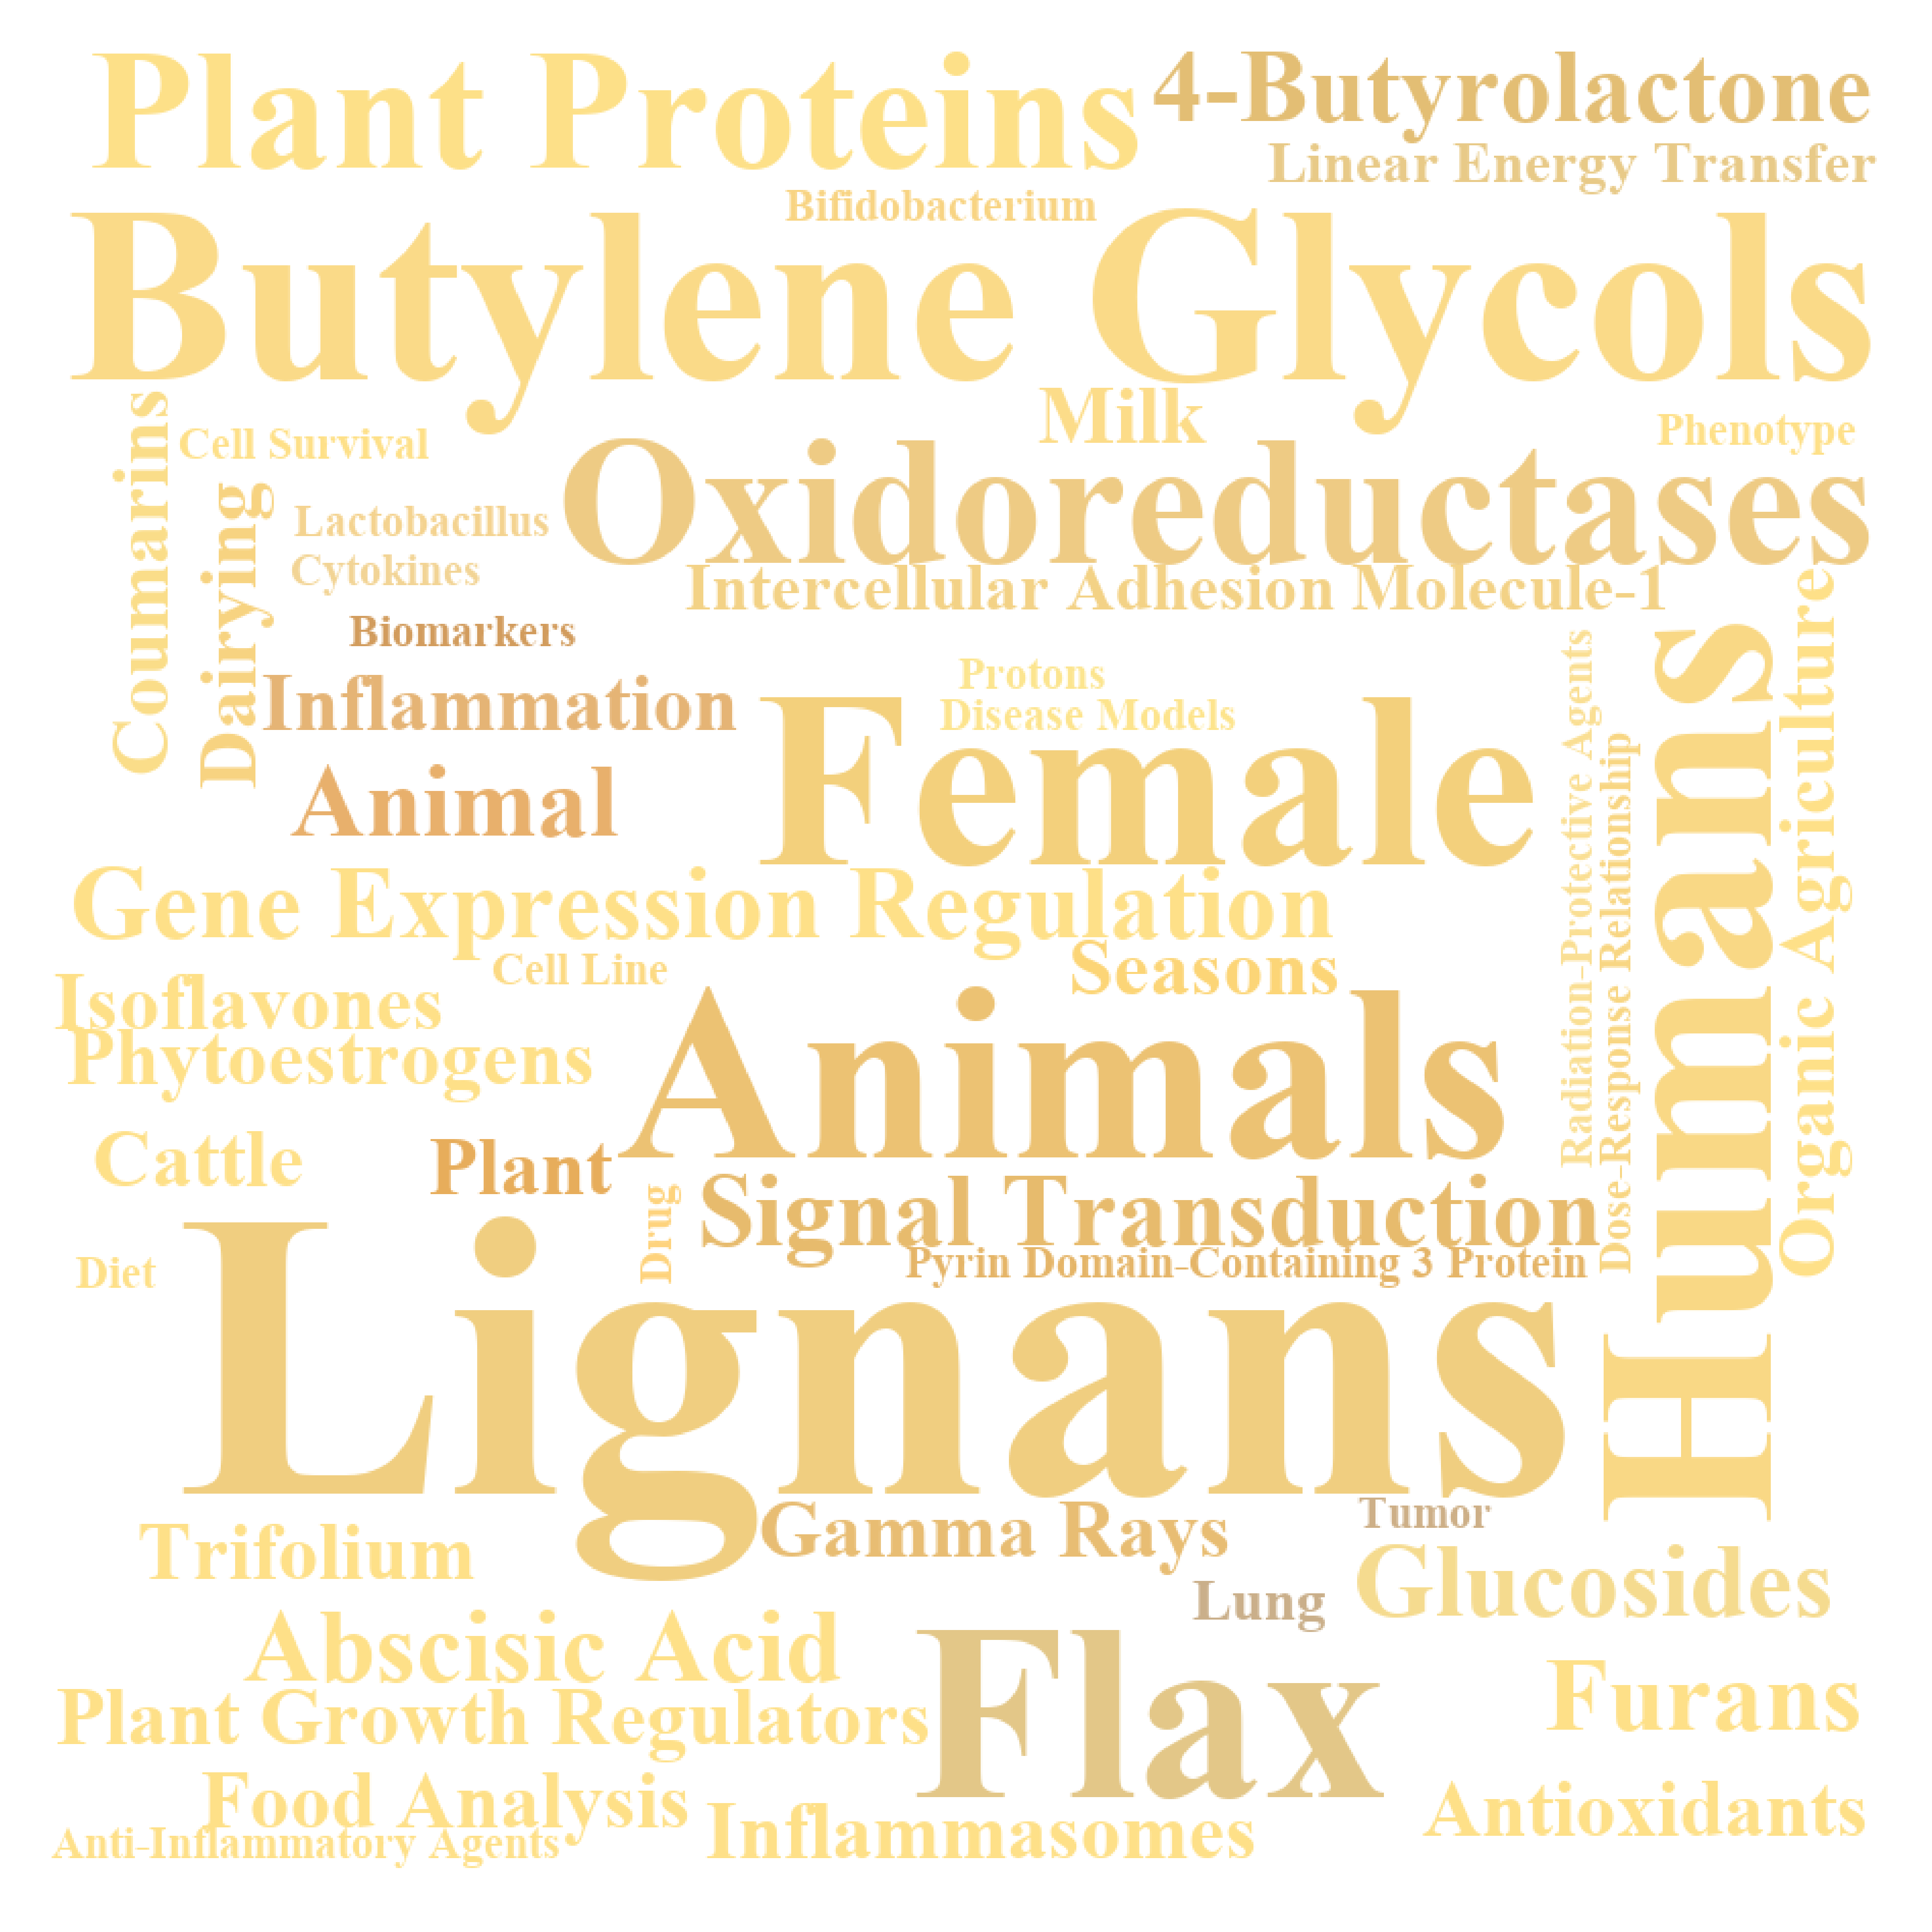 Plant Proteins
4-Butyrolactone
Linear Energy Transfer
Bifidobacterium
Butylene Glycols
Milk
Phenotype
Coumarins
Cell Survival
Oxidoreductases
Dairying
Lactobacillus
Cytokines
Intercellular Adhesion Molecule-1
Organic Agriculture
Biomarkers
Humans
Radiation-Protective Agents
Dose-Response Relationship
Inflammation
Protons
Disease Models
Female
Animal
Gene Expression Regulation
Cell Line
Seasons
Isoflavones
Phytoestrogens
Animals
Cattle
Plant
Signal Transduction
Drug
Pyrin Domain-Containing 3 Protein
Diet
Lignans
Gamma Rays
Tumor
Trifolium
Lung
Glucosides
Abscisic Acid
Flax
Furans
Plant Growth Regulators
Food Analysis
Inflammasomes
Antioxidants
Anti-Inflammatory Agents